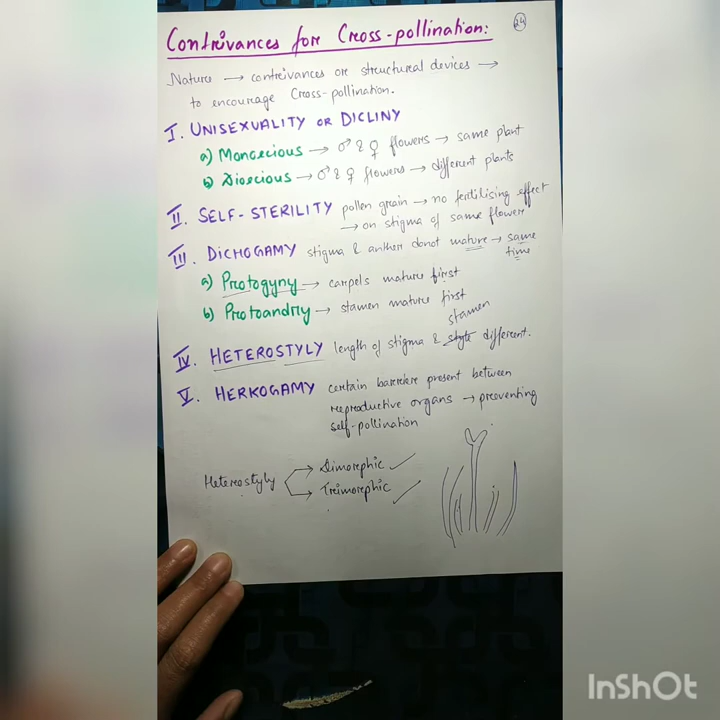 Contrivances for Cross-pollination:
24
Nature → contrivances or structural devices →
to encourage Cross-pollination.
I. UNISEXUALITY OR DICLINY
a) Monoecious → ♂ & ♀ flowers → same plant
b) Dioecious → ♂ & ♀ flowers → different plants
II. SELF-STERILITY pollen grain → no fertilising effect
→ on stigma of same flower
III. DICHOGAMY stigma & anther donot mature → same
time
a) Protogyny → carpels mature first
b) Protoandry → stamen mature first
stamen
IV. HETEROSTYLY length of stigma & style different.
V. HERKOGAMY certain barriers present between
reproductive organs → preventing
self-pollination
Heterostyly
Dimorphic ✓
Trimorphic ✓
InShOt